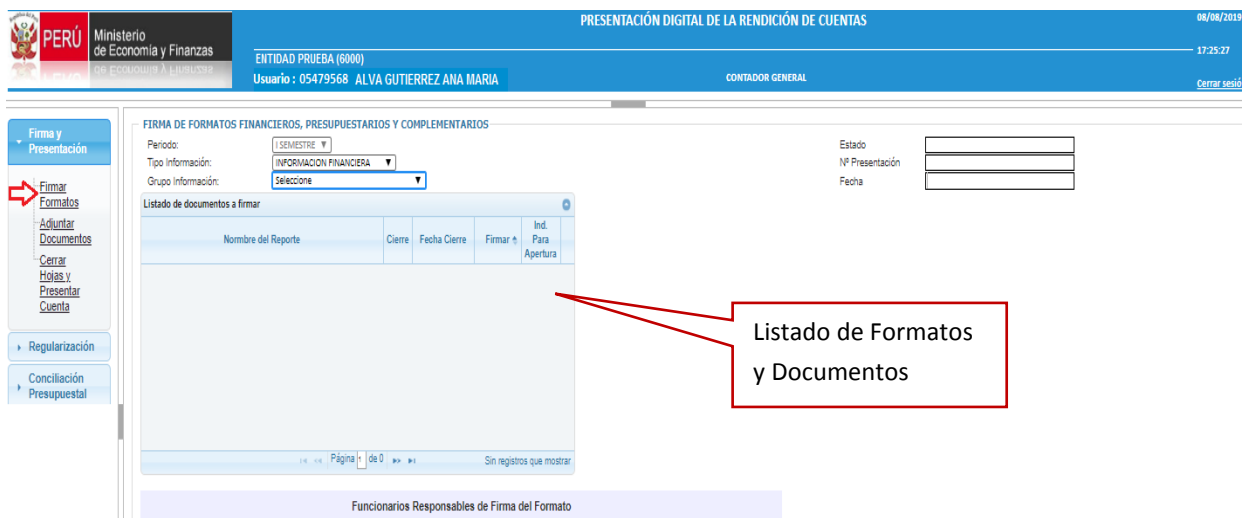 PERÚ
Ministerio
de Economía y Finanzas
PRESENTACIÓN DIGITAL DE LA RENDICIÓN DE CUENTAS
08/08/2019
17:25:27
ENTIDAD PRUEBA (6000)
Usuario : 05479568 ALVA GUTIERREZ ANA MARIA
CONTADOR GENERAL
Cerrar sesió
Firma y
Presentación
Firmar
Formatos
Adjuntar
Documentos
Cerrar
Hojas y
Presentar
Cuenta
Regularización
Conciliación
Presupuestal
FIRMA DE FORMATOS FINANCIEROS, PRESUPUESTARIOS Y COMPLEMENTARIOS
Periodo: I SEMESTRE
Tipo Información: INFORMACION FINANCIERA
Grupo Información: Seleccione
Estado
Nº Presentación
Fecha
Listado de documentos a firmar
Normbre del Reporte Cierre Fecha Cierre Firmar Ind. Para Apertura
Listado de Formatos
y Documentos
Página 1 de 0 Sin registros que mostrar
Funcionarios Responsables de Firma del Formato